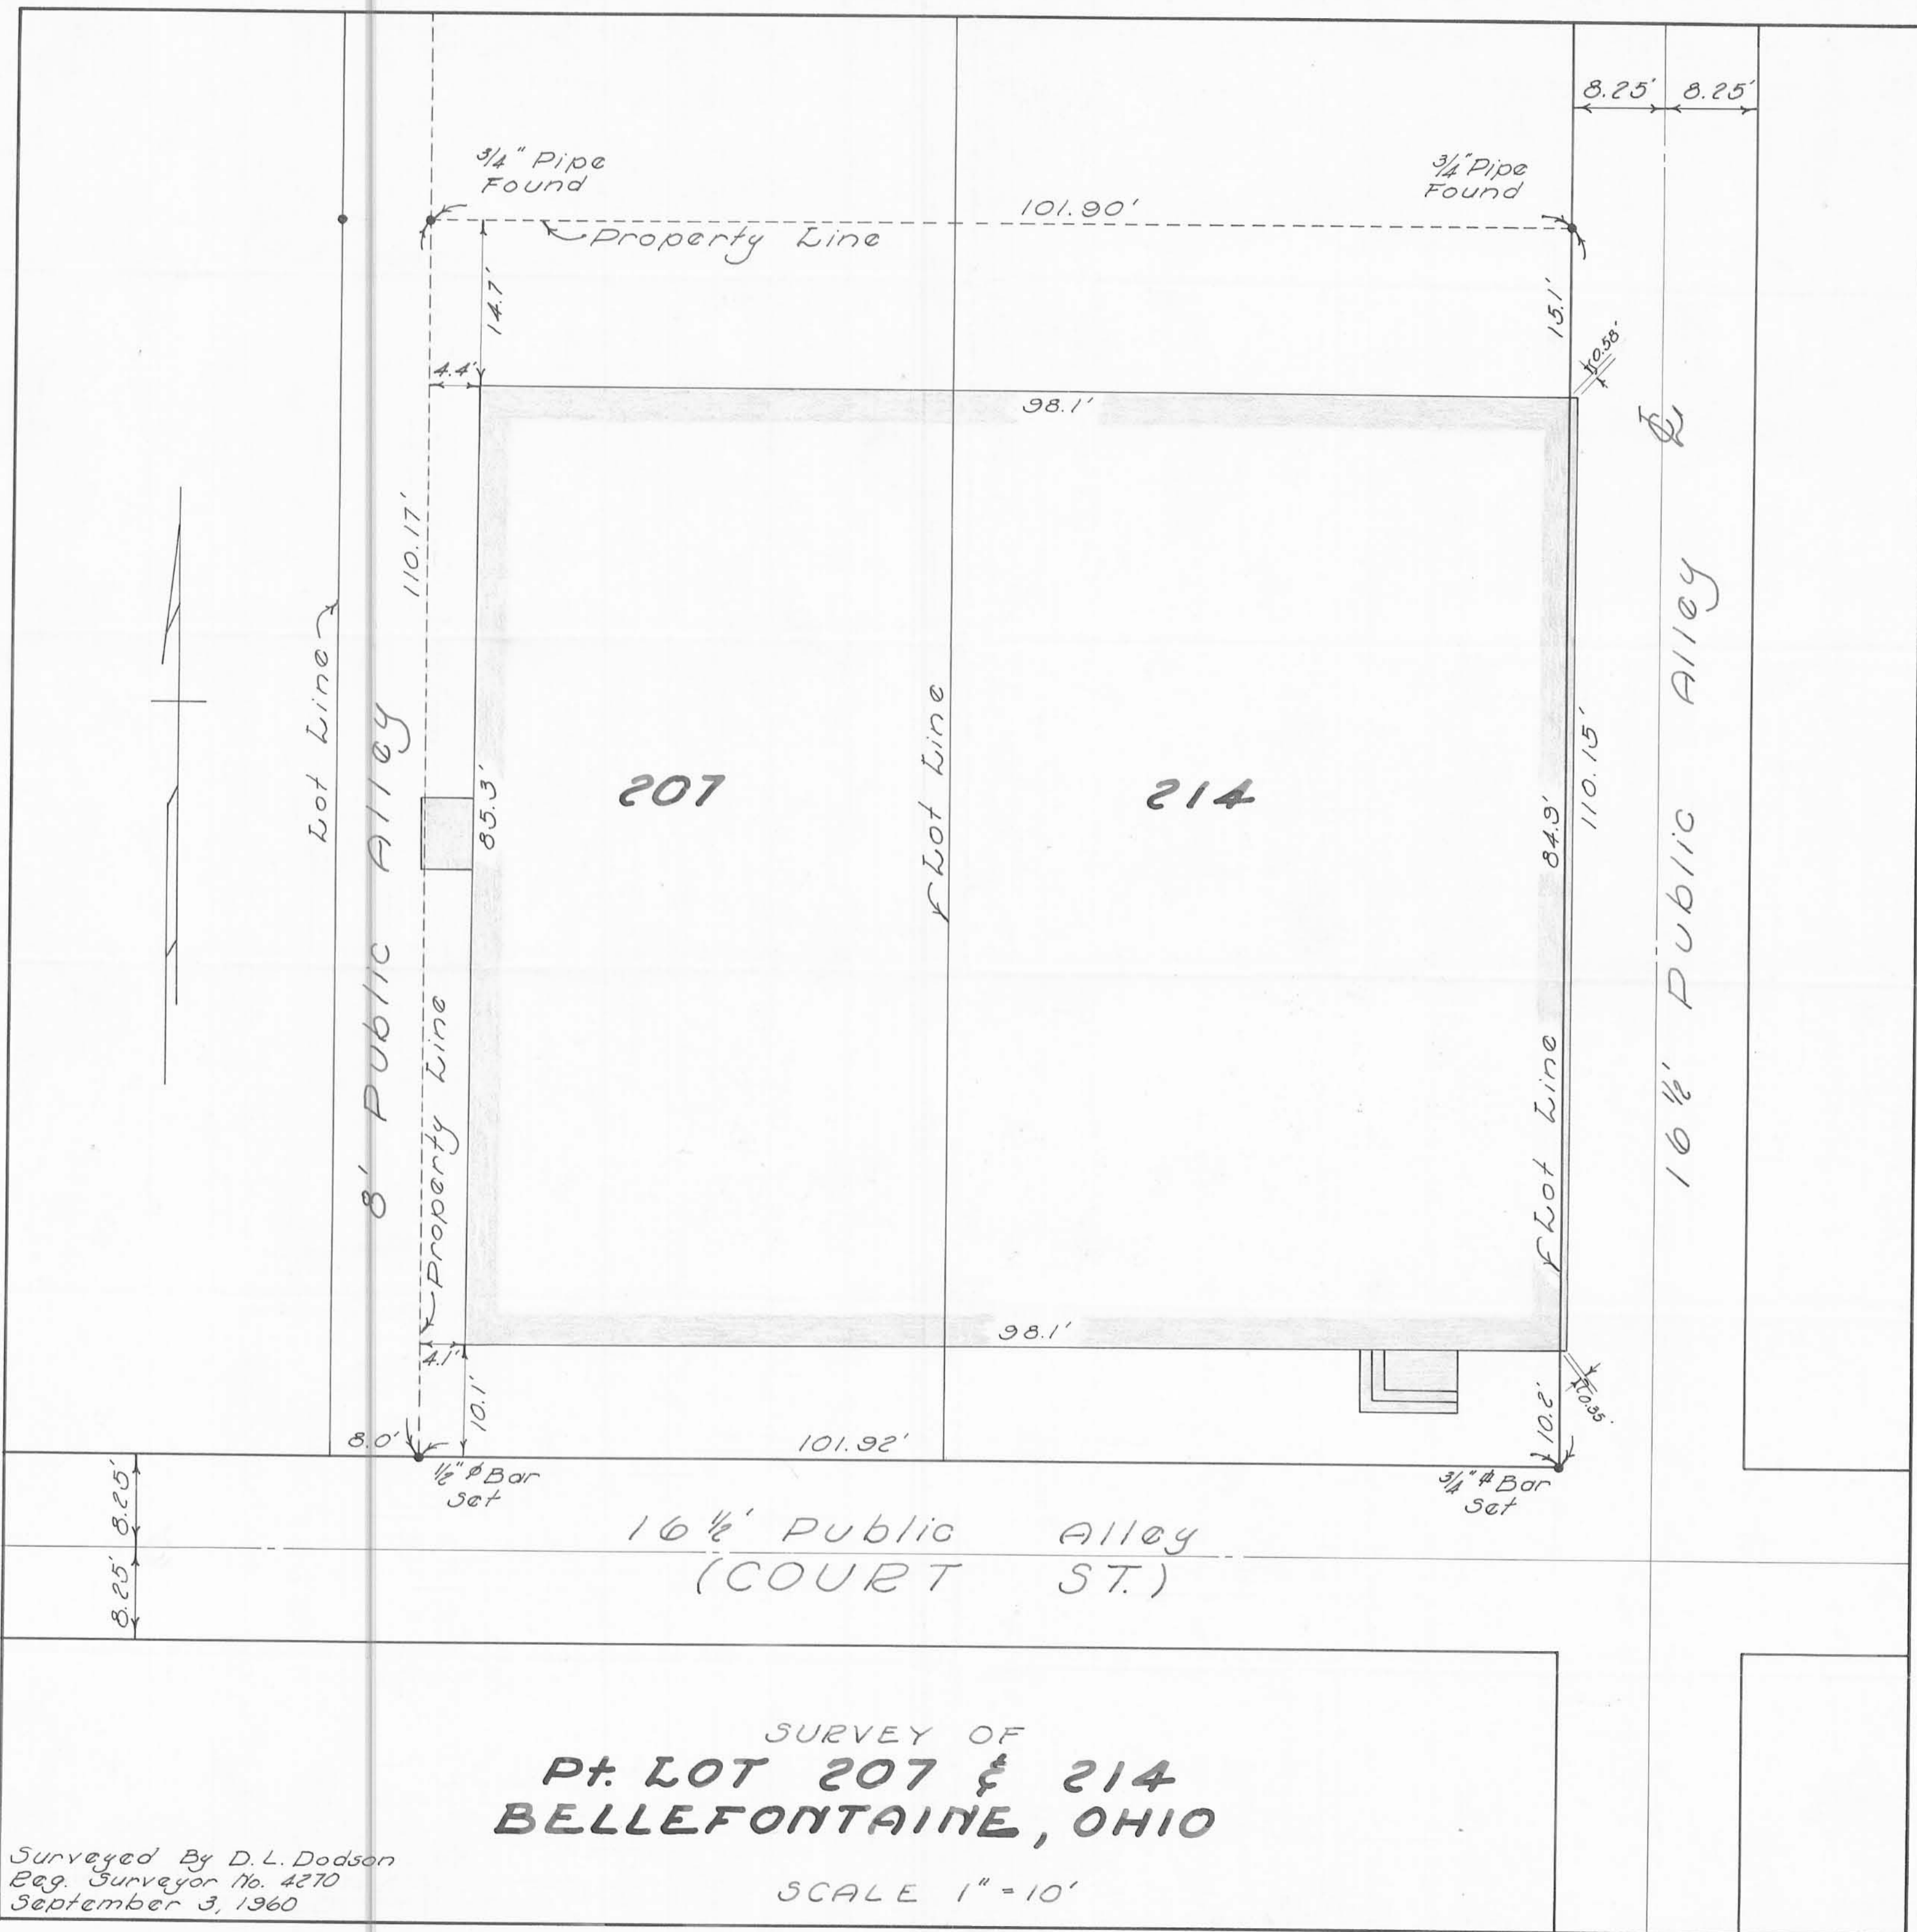 8.25' 8.25'
3/4" Pipe
Found
3/4" Pipe
Found
101.90'
Property Line
14.7'
15.1'
0.58'
4.4'
98.1'
℄
110.17'
Lot Line
8' Public Alley
85.3'
207
Lot Line
214
84.9'
110.15'
16 1/2' Public Alley
Property Line
Lot Line
98.1'
4.1'
10.1'
10.2'
0.35'
8.0'
101.92'
1/2" ø Bar
Set
3/4" ø Bar
Set
8.25'
8.25'
16 1/2' Public Alley
(COURT ST.)
SURVEY OF
Pt. LOT 207 & 214
BELLEFONTAINE, OHIO
SCALE 1" = 10'
Surveyed By D. L. Dodson
Reg. Surveyor No. 4270
September 3, 1960